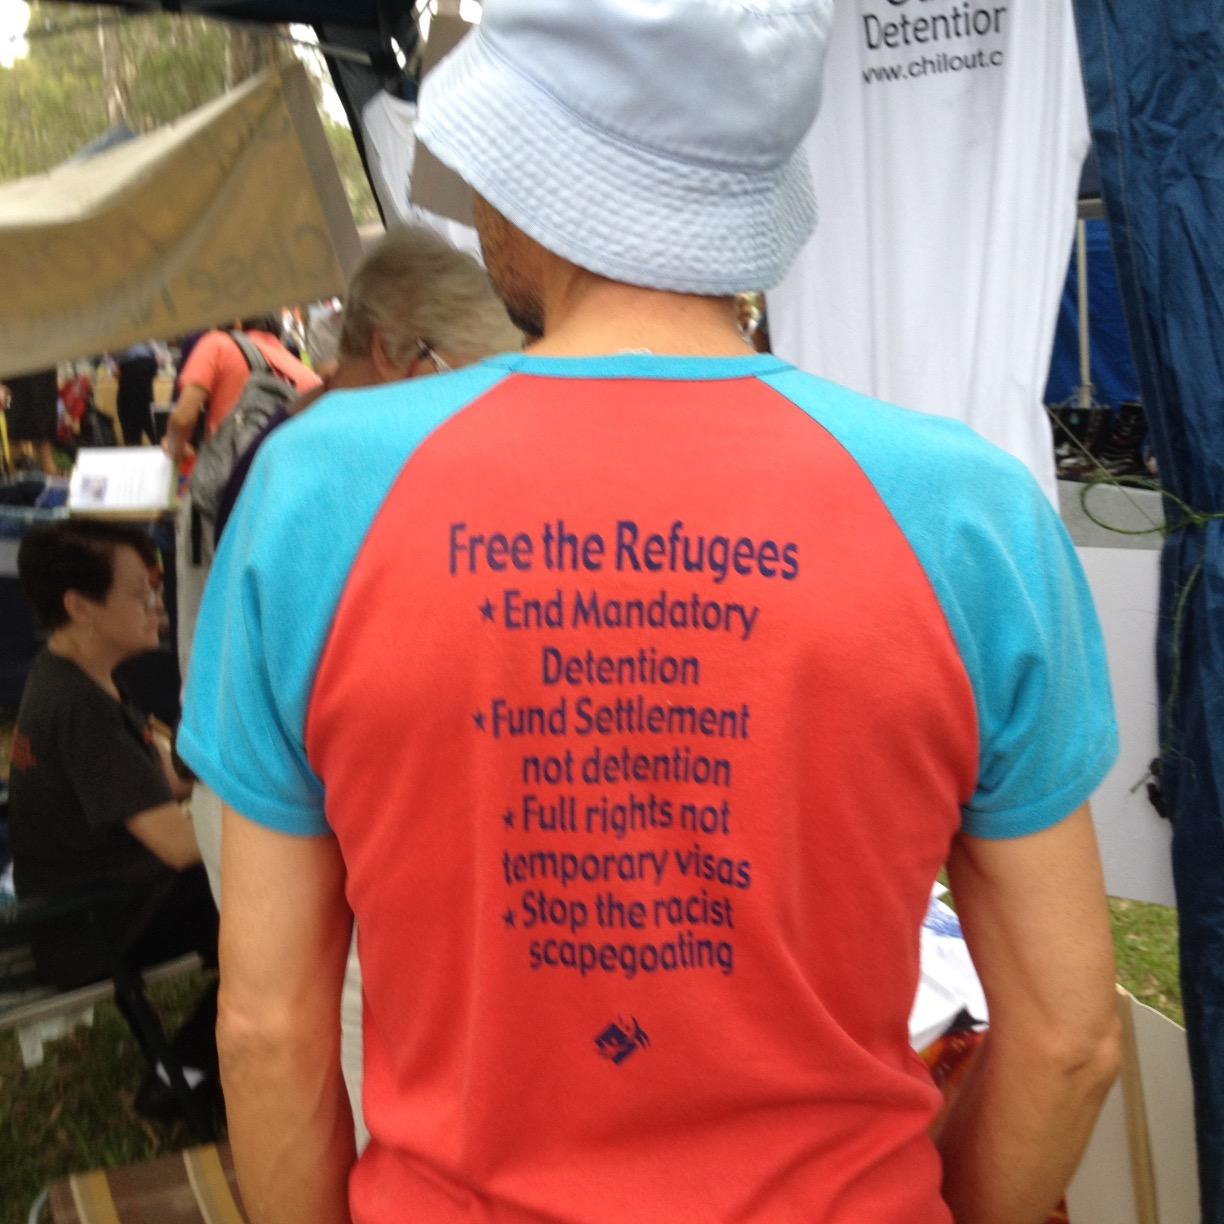 Detention
www.chilout.
Close
Free the Refugees
★ End Mandatory
Detention
★ Fund Settlement
not detention
★ Full rights not
temporary visas
★ Stop the racist
scapegoating